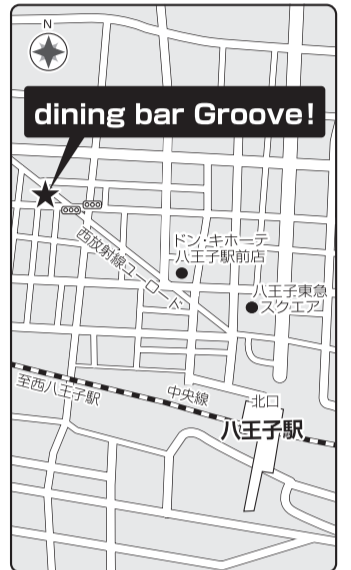 N
dining bar Groove!
西放射線ユーロード
ドン・キホーテ
八王子駅前店
八王子東急
スクエア
至西八王子駅
中央線
北口
八王子駅